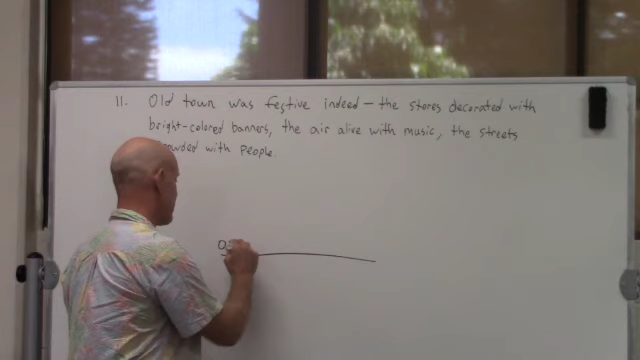 11. Old town was festive indeed — the stores decorated with
bright-colored banners, the air alive with music, the streets
with people.